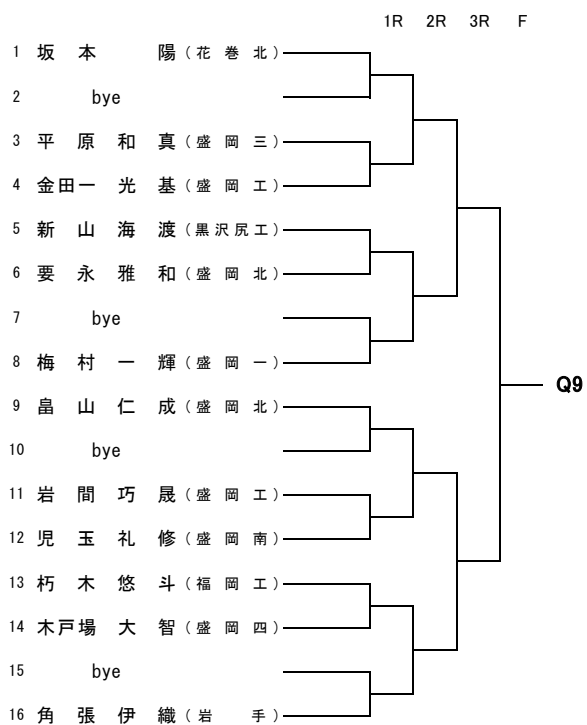 1R 2R 3R F
1 坂本 陽 (花巻北)
2 bye
3 平原和真 (盛岡三)
4 金田一光基 (盛岡工)
5 新山海渡 (黒沢尻工)
6 要永雅和 (盛岡北)
7 bye
8 梅村一輝 (盛岡一)
Q9
9 畠山仁成 (盛岡北)
10 bye
11 岩間巧晟 (盛岡工)
12 児玉礼修 (盛岡南)
13 朽木悠斗 (福岡工)
14 木戸場大智 (盛岡四)
15 bye
16 角張伊織 (岩手)